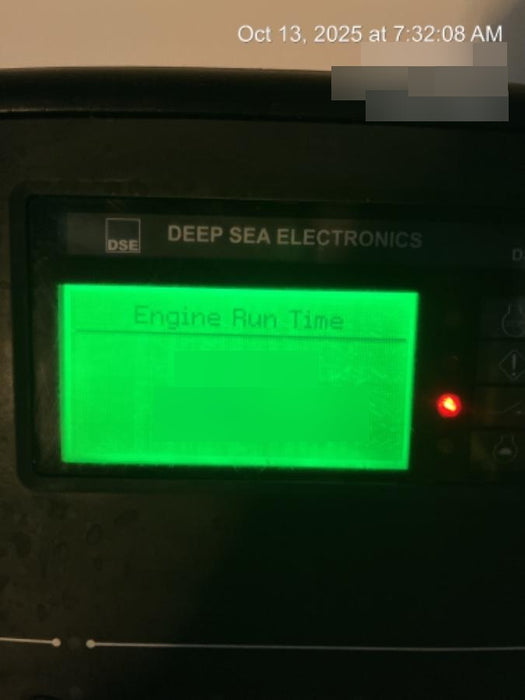 Oct 13, 2025 at 7:32:08 AM
DSE
DEEP SEA ELECTRONICS
D
Engine Run Time